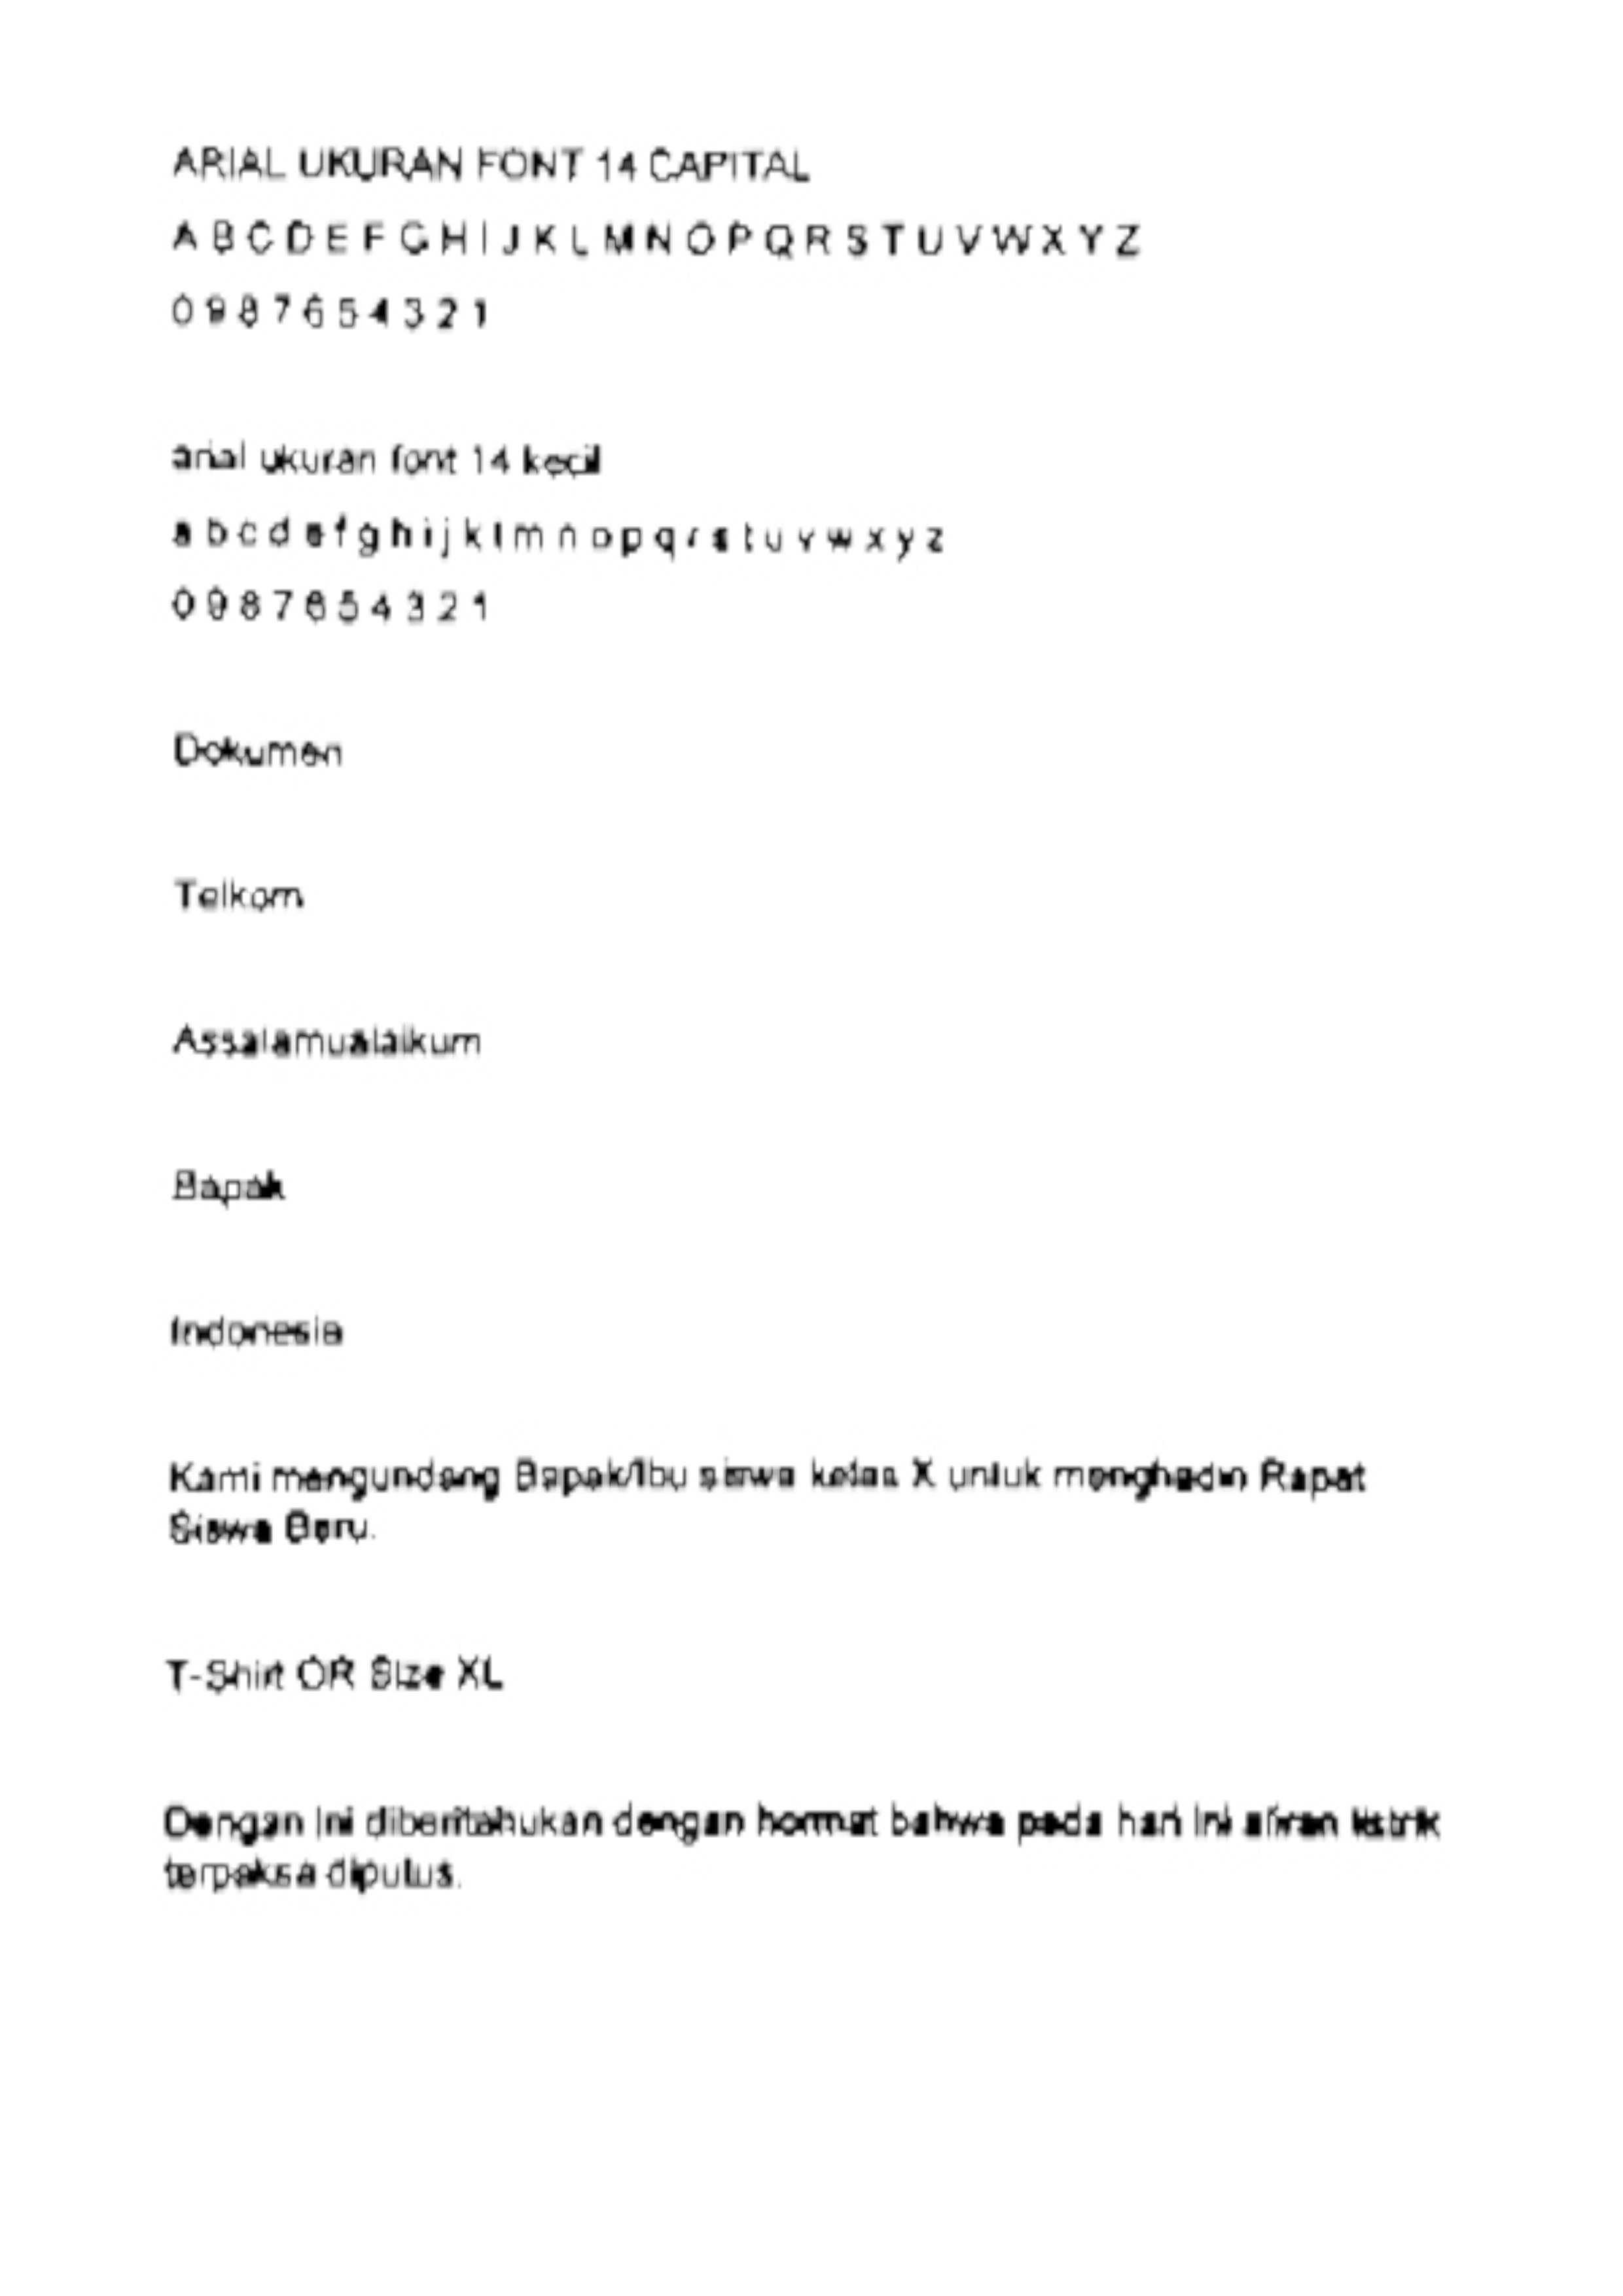 ARIAL UKURAN FONT 14 CAPITAL
A B C D E F G H I J K L M N O P Q R S T U V W X Y Z
0 9 8 7 6 5 4 3 2 1
arial ukuran font 14 kecil
a b c d e f g h i j k l m n o p q r s t u v w x y z
0 9 8 7 6 5 4 3 2 1
Dokumen
Telkom
Assalamualaikum
Bapak
Indonesia
Kami mengundang Bapak/Ibu siswa kelas X untuk menghadiri Rapat
Siswa Baru.
T-Shirt OR Size XL
Dengan ini diberitahukan dengan hormat bahwa pada hari ini aliran listrik
terpaksa diputus.